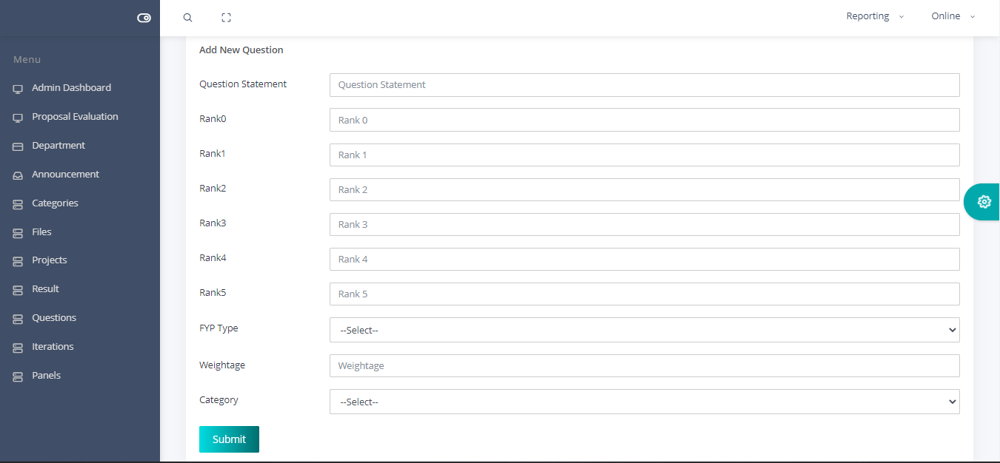 Reporting
Online
Menu
Admin Dashboard
Proposal Evaluation
Department
Announcement
Categories
Files
Projects
Result
Questions
Iterations
Panels
Add New Question
Question Statement Question Statement
Rank0 Rank 0
Rank1 Rank 1
Rank2 Rank 2
Rank3 Rank 3
Rank4 Rank 4
Rank5 Rank 5
FYP Type --Select--
Weightage Weightage
Category --Select--
Submit